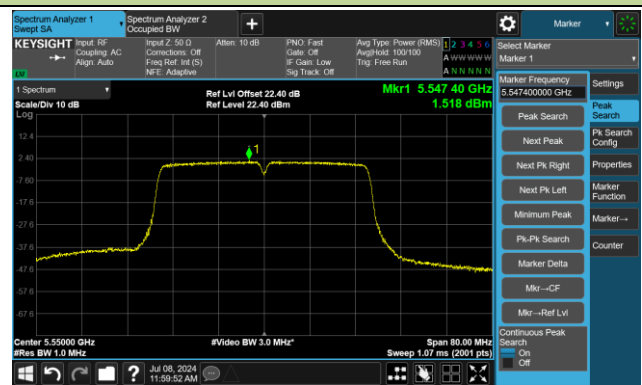 Spectrum Analyzer 1
Swept SA
Spectrum Analyzer 2
Occupied BW
+
Marker
KEYSIGHT
Input: RF
Coupling: AC
Align: Auto
Input Z: 50 Ω
Corrections: Off
Freq Ref: Int (S)
NFE: Adaptive
Atten: 10 dB
PNO: Fast
Gate: Off
IF Gain: Low
Sig Track: Off
Avg Type: Power (RMS)
Avg|Hold: 100/100
Trig: Free Run
1 2 3 4 5 6
A W W W W W
A N N N N N
Select Marker
Marker 1
1 Spectrum
Scale/Div 10 dB
Log
Ref Lvl Offset 22.40 dB
Ref Level 22.40 dBm
Mkr1 5.547 40 GHz
1.518 dBm
12.4
2.40
-7.60
-17.6
-27.6
-37.6
-47.6
-57.6
-67.6
1
Center 5.55000 GHz
#Res BW 1.0 MHz
#Video BW 3.0 MHz*
Span 80.00 MHz
Sweep 1.07 ms (2001 pts)
Marker Frequency
5.547400000 GHz
Peak Search
Next Peak
Next Pk Right
Next Pk Left
Minimum Peak
Pk-Pk Search
Marker Delta
Mkr→CF
Mkr→Ref Lvl
Continuous Peak
Search
On
Off
Settings
Peak
Search
Pk Search
Config
Properties
Marker
Function
Marker→
Counter
?
Jul 08, 2024
11:59:52 AM